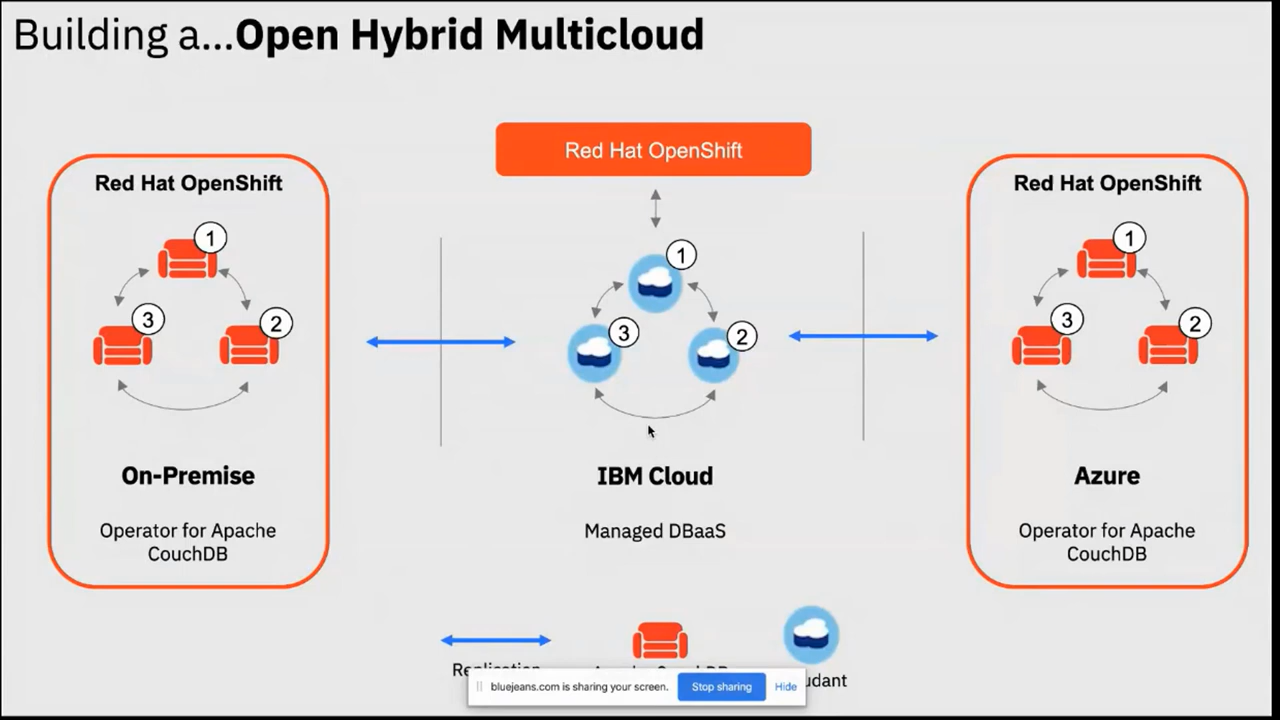 Building a...Open Hybrid Multicloud
Red Hat OpenShift
Red Hat OpenShift
1
3
2
On-Premise
Operator for Apache
CouchDB
1
3
2
IBM Cloud
Managed DBaaS
Red Hat OpenShift
1
3
2
Azure
Operator for Apache
CouchDB
Replication
bluejeans.com is sharing your screen.
Stop sharing
Hide